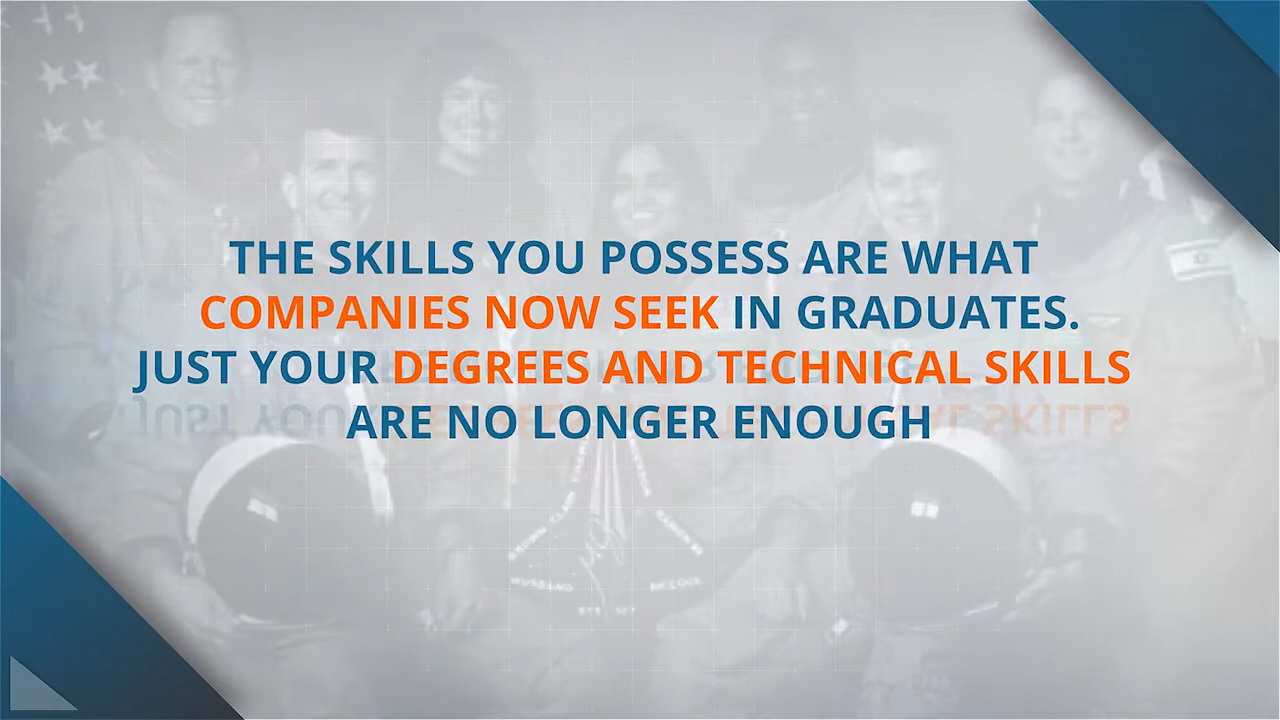 THE SKILLS YOU POSSESS ARE WHAT
COMPANIES NOW SEEK IN GRADUATES.
JUST YOUR DEGREES AND TECHNICAL SKILLS
ARE NO LONGER ENOUGH